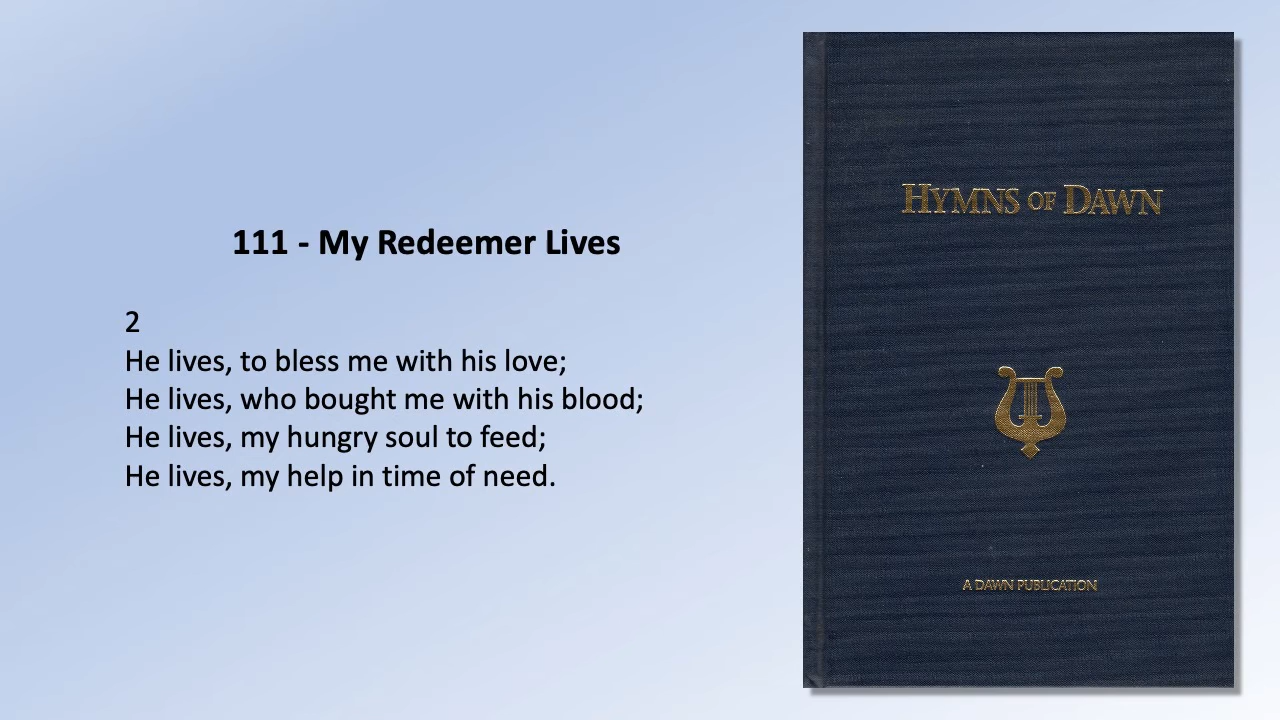 111 - My Redeemer Lives
2
He lives, to bless me with his love;
He lives, who bought me with his blood;
He lives, my hungry soul to feed;
He lives, my help in time of need.
HYMNS OF DAWN
A DAWN PUBLICATION